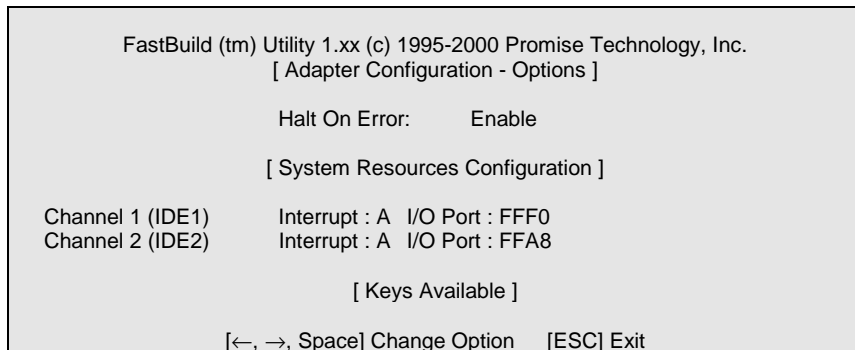 FastBuild (tm) Utility 1.xx (c) 1995-2000 Promise Technology, Inc.
[ Adapter Configuration - Options ]
Halt On Error: Enable
[ System Resources Configuration ]
Channel 1 (IDE1) Interrupt : A I/O Port : FFF0
Channel 2 (IDE2) Interrupt : A I/O Port : FFA8
[ Keys Available ]
[←, →, Space] Change Option [ESC] Exit